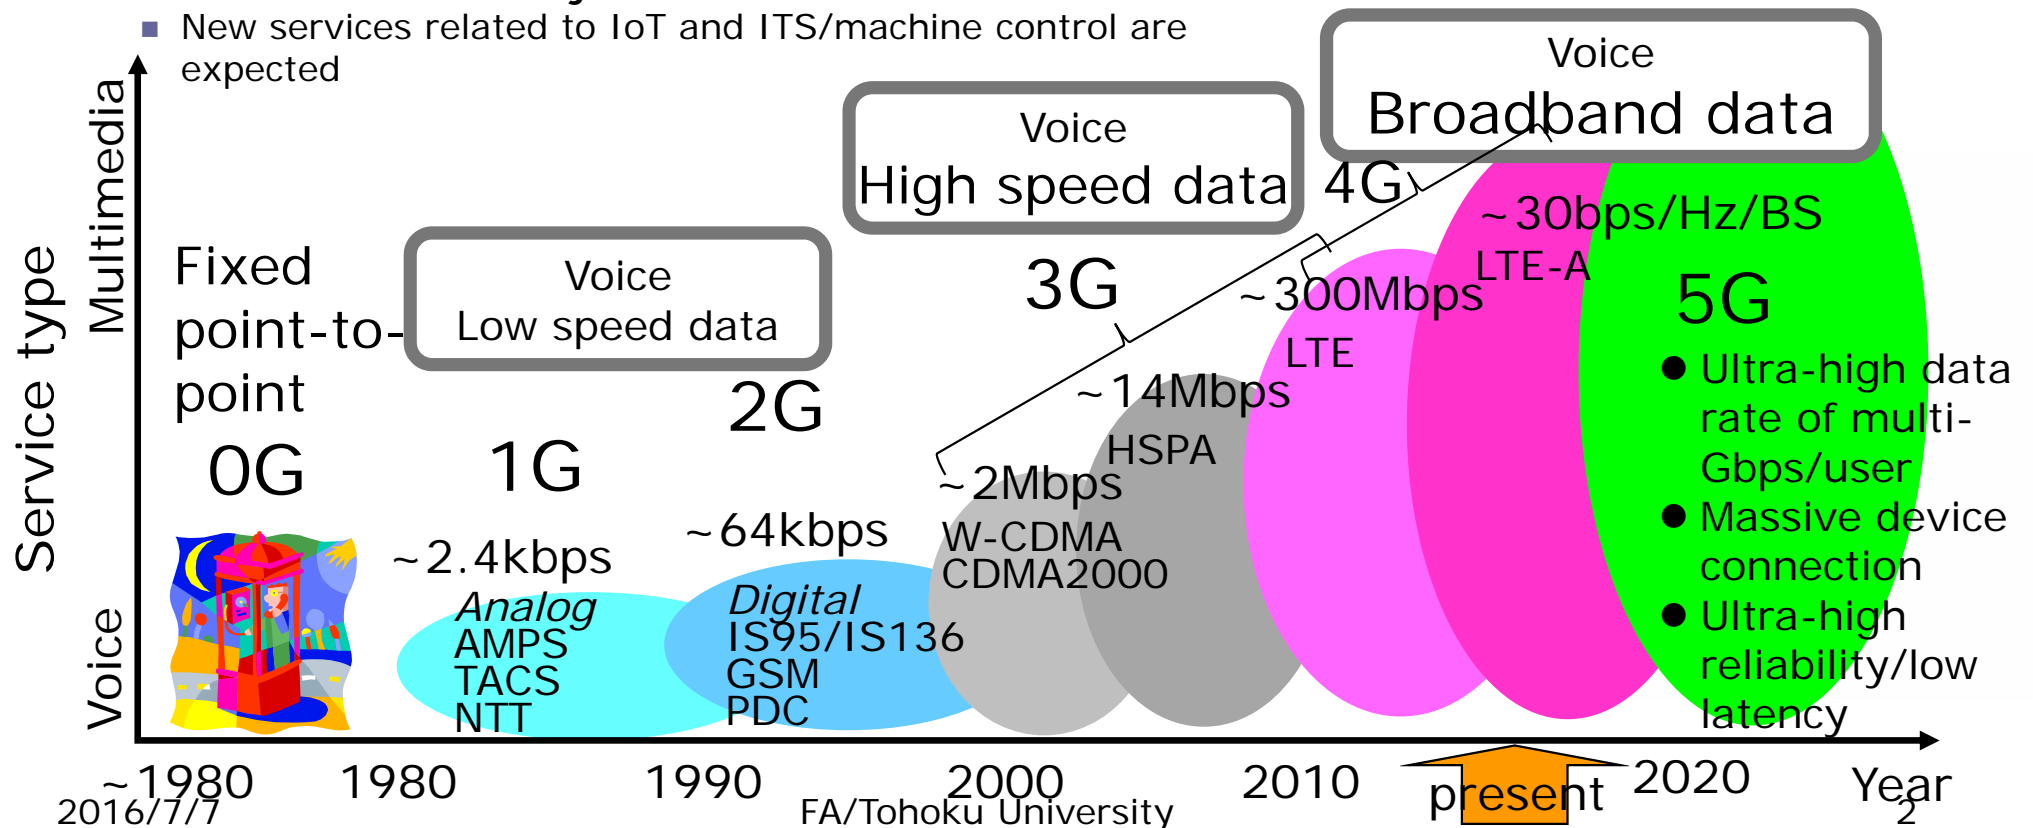 ■ New services related to IoT and ITS/machine control are
expected
Voice
Broadband data
Voice
High speed data
4G
Multimedia
Service type
Voice
Fixed
point-to-
point
0G
Voice
Low speed data
1G
2G
3G
~30bps/Hz/BS
LTE-A
~300Mbps
LTE
~14Mbps
HSPA
~2Mbps
W-CDMA
CDMA2000
~64kbps
Digital
IS95/IS136
GSM
PDC
~2.4kbps
Analog
AMPS
TACS
NTT
5G
● Ultra-high data
rate of multi-
Gbps/user
● Massive device
connection
● Ultra-high
reliability/low
latency
~1980
1980
1990
2000
2010
present
2020
Year
2016/7/7
FA/Tohoku University
2